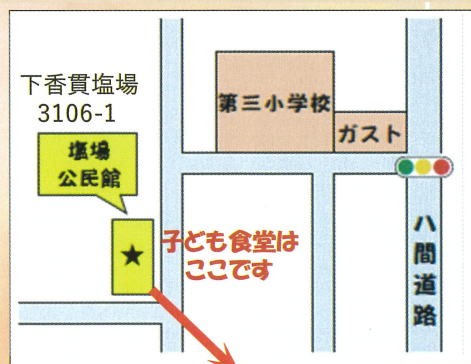 下香貫塩場
3106-1
塩場
公民館
第三小学校
ガスト
子ども食堂は
ここです
八間道路